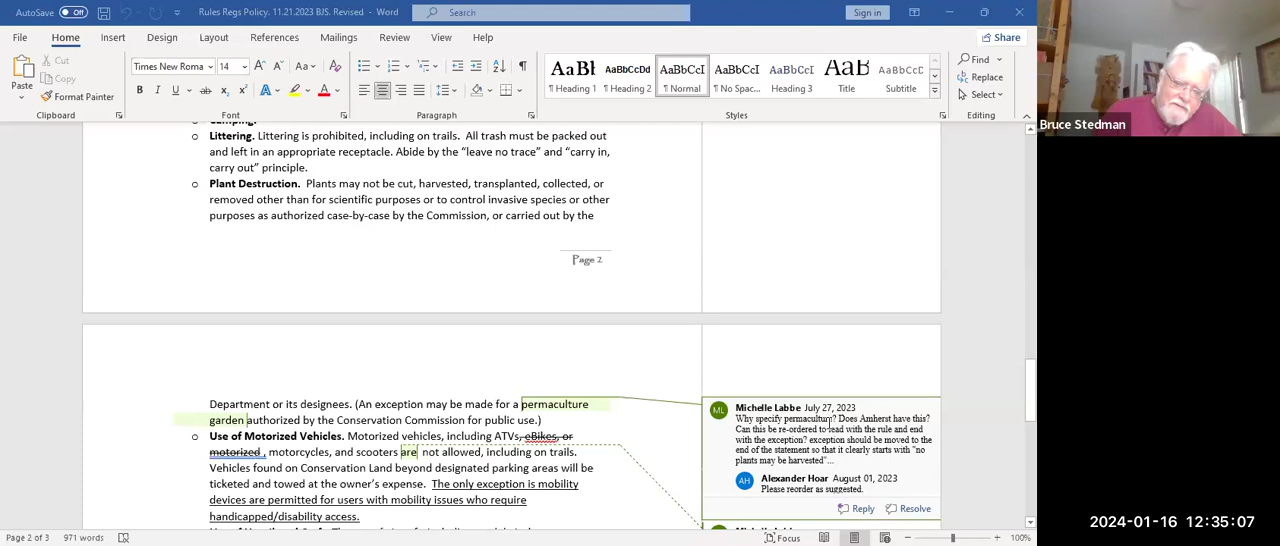 AutoSave Off Rules Regs Policy. 11.21.2023 BJS. Revised - Word Search Sign in
File Home Insert Design Layout References Mailings Review View Help Share
Paste Cut Copy Format Painter Clipboard
Times New Roma 14 Aa A B I U ab x x A A Font
Paragraph
AaBl AaBbCcDd AaBbCcI AaBbCcI AaBbCcI AaB AaBbCcD
¶ Heading 1 ¶ Heading 2 ¶ Normal ¶ No Spac... Heading 3 Title Subtitle
Styles
Find Replace Select Editing
Bruce Stedman
Camping.
o Littering. Littering is prohibited, including on trails. All trash must be packed out
and left in an appropriate receptacle. Abide by the “leave no trace” and “carry in,
carry out” principle.
o Plant Destruction. Plants may not be cut, harvested, transplanted, collected, or
removed other than for scientific purposes or to control invasive species or other
purposes as authorized case-by-case by the Commission, or carried out by the
Page 2
Department or its designees. (An exception may be made for a permaculture
garden authorized by the Conservation Commission for public use.)
o Use of Motorized Vehicles. Motorized vehicles, including ATVs, eBikes, or
motorized , motorcycles, and scooters are not allowed, including on trails.
Vehicles found on Conservation Land beyond designated parking areas will be
ticketed and towed at the owner’s expense. The only exception is mobility
devices are permitted for users with mobility issues who require
handicapped/disability access.
ML Michelle Labbe July 27, 2023
Why specify permaculture? Does Amherst have this?
Can this be re-ordered to lead with the rule and end
with the exception? exception should be moved to the
end of the statement so that it clearly starts with "no
plants may be harvested"...
AH Alexander Hoar August 01, 2023
Please reorder as suggested.
Reply Resolve
Page 2 of 3 971 words Focus 100%
2024-01-16 12:35:07